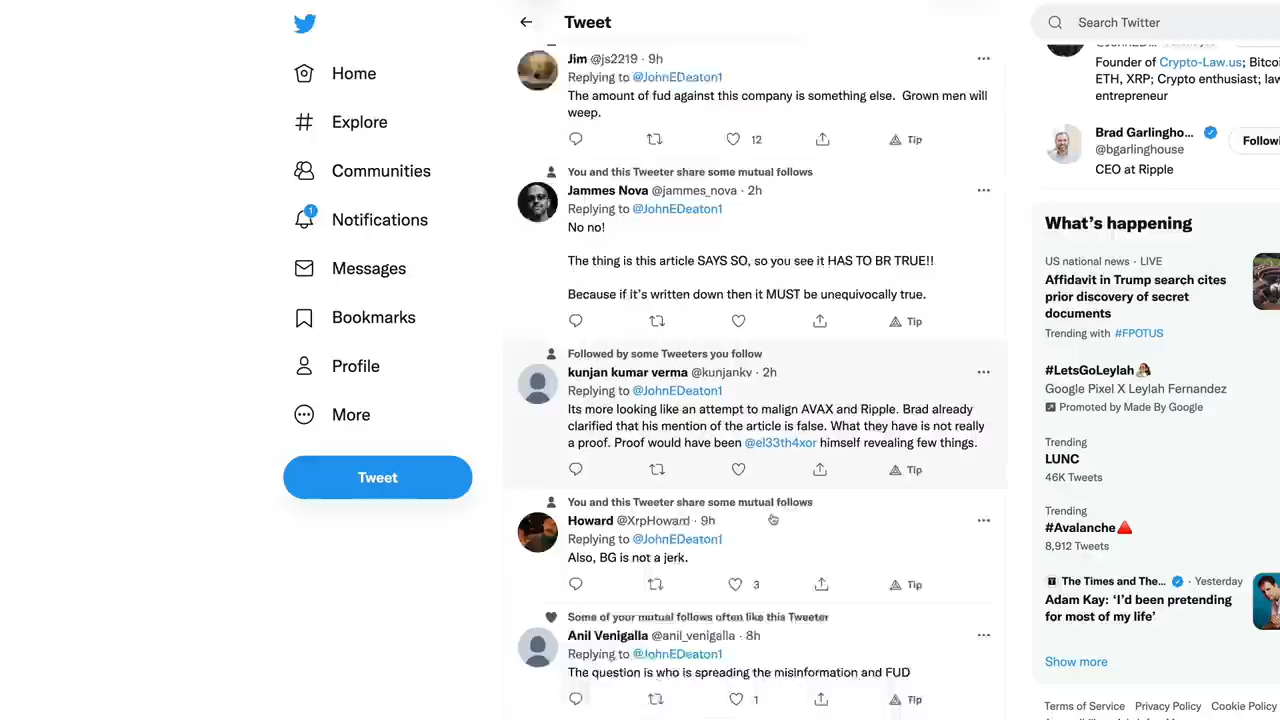 Home
Explore
Communities
1
Notifications
Messages
Bookmarks
Profile
More
Tweet
Tweet
Jim @js2219 · 9h
Replying to @JohnEDeaton1
The amount of fud against this company is something else. Grown men will
weep.
12
Tip
You and this Tweeter share some mutual follows
Jammes Nova @jammes_nova · 2h
Replying to @JohnEDeaton1
No no!
The thing is this article SAYS SO, so you see it HAS TO BR TRUE!!
Because if it's written down then it MUST be unequivocally true.
Tip
Followed by some Tweeters you follow
kunjan kumar verma @kunjankv · 2h
Replying to @JohnEDeaton1
Its more looking like an attempt to malign AVAX and Ripple. Brad already
clarified that his mention of the article is false. What they have is not really
a proof. Proof would have been @el33th4xor himself revealing few things.
Tip
You and this Tweeter share some mutual follows
Howard @XrpHoward · 9h
Replying to @JohnEDeaton1
Also, BG is not a jerk.
3
Tip
Some of your mutual follows often like this Tweeter
Anil Venigalla @anil_venigalla · 8h
Replying to @JohnEDeaton1
The question is who is spreading the misinformation and FUD
1
Tip
Search Twitter
Founder of Crypto-Law.us; Bitco
ETH, XRP; Crypto enthusiast; law
entrepreneur
Brad Garlingho...
@bgarlinghouse
Followi
CEO at Ripple
What's happening
US national news · LIVE
Affidavit in Trump search cites
prior discovery of secret
documents
Trending with #FPOTUS
#LetsGoLeylah
Google Pixel X Leylah Fernandez
Promoted by Made By Google
Trending
LUNC
46K Tweets
Trending
#Avalanche
8,912 Tweets
The Times and The... · Yesterday
Adam Kay: 'I'd been pretending
for most of my life'
Show more
Terms of Service Privacy Policy Cookie Policy